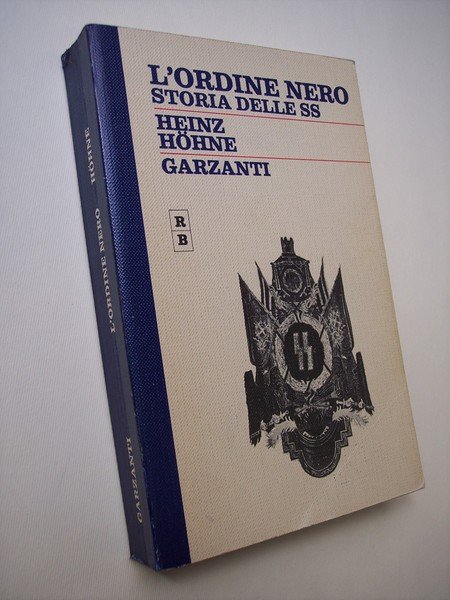 L'ORDINE NERO
STORIA DELLE SS
HEINZ
HÖHNE
GARZANTI
R
B
HÖHNE
L'ORDINE NERO
GARZANTI